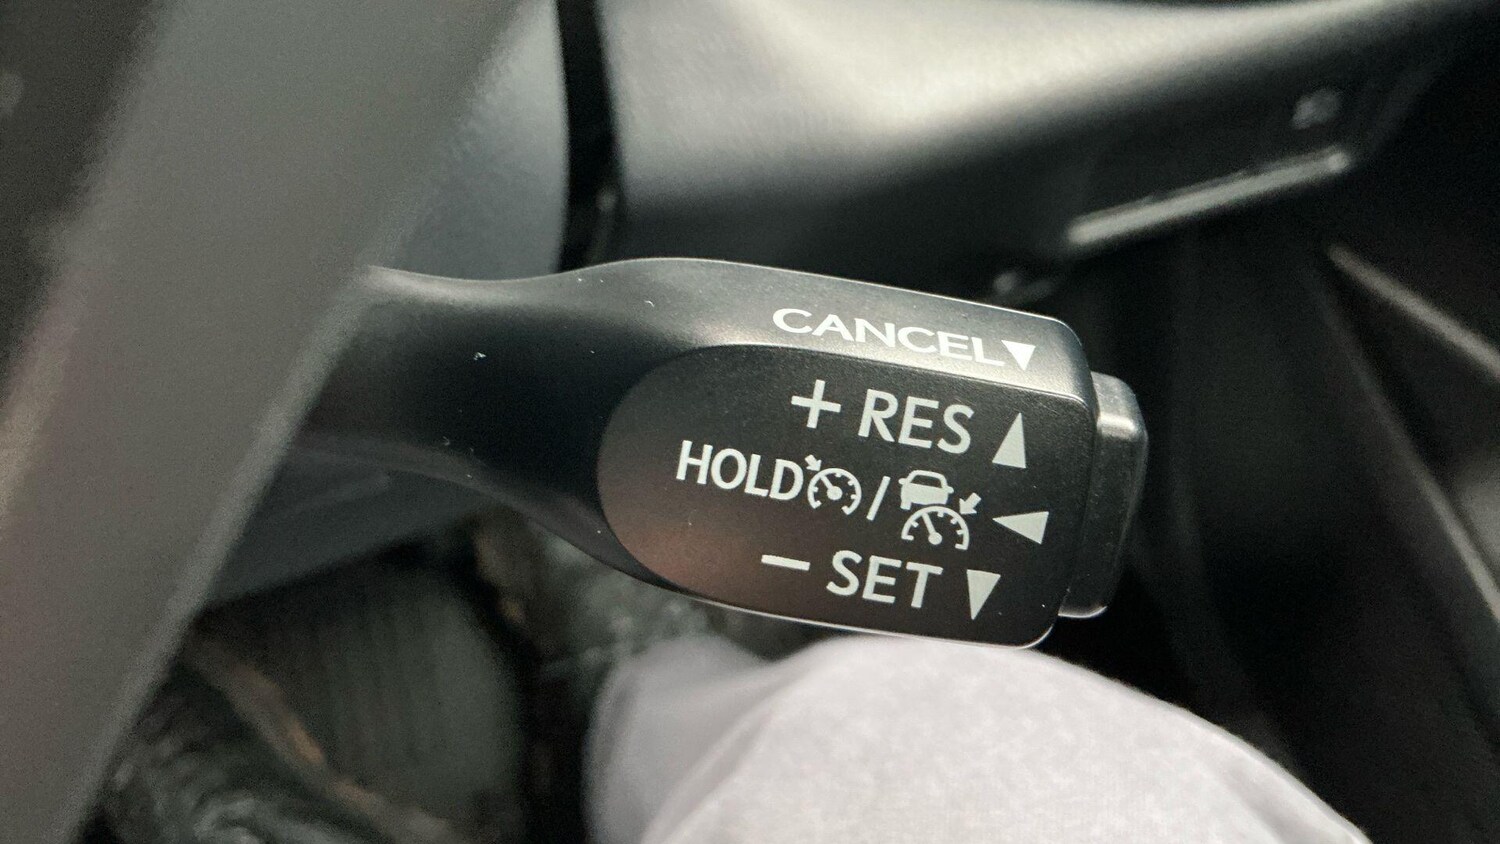 CANCEL▼
+ RES ▲
HOLD / ◀
− SET ▼